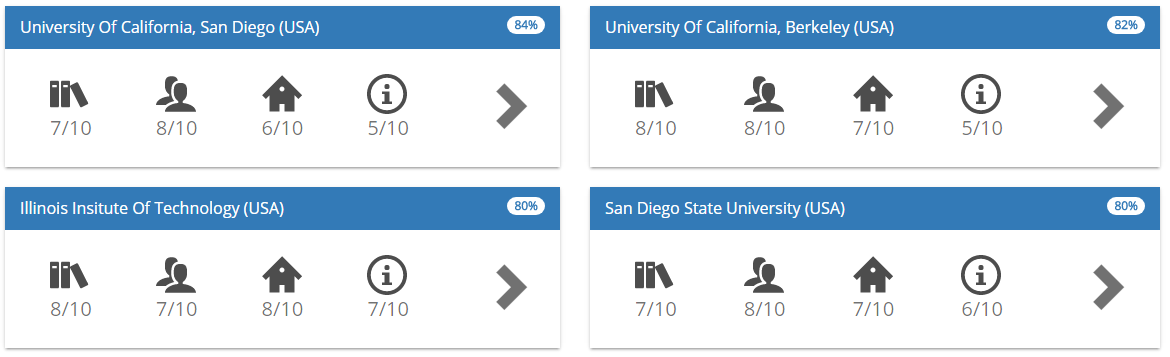 University Of California, San Diego (USA) 84%
7/10 8/10 6/10 5/10
University Of California, Berkeley (USA) 82%
8/10 8/10 7/10 5/10
Illinois Insitute Of Technology (USA) 80%
8/10 7/10 8/10 7/10
San Diego State University (USA) 80%
7/10 8/10 7/10 6/10